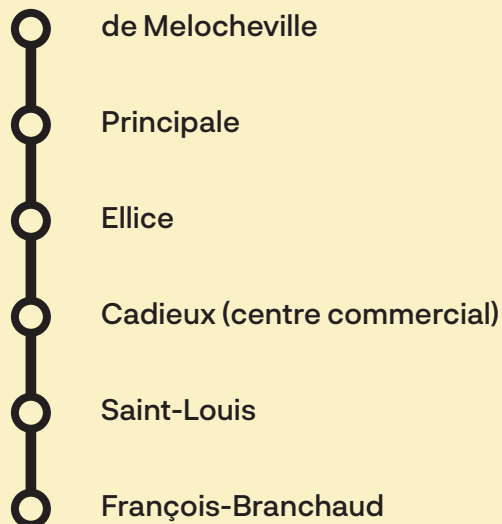 de Melocheville
Principale
Ellice
Cadieux (centre commercial)
Saint-Louis
François-Branchaud